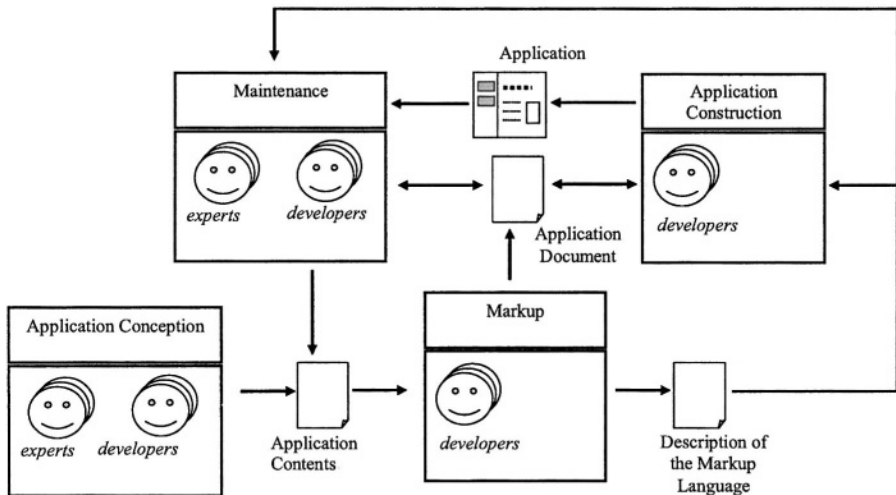 Application
Maintenance
Application
Construction
experts
developers
developers
Application
Document
Application Conception
Markup
experts
developers
Application
Contents
developers
Description of
the Markup
Language